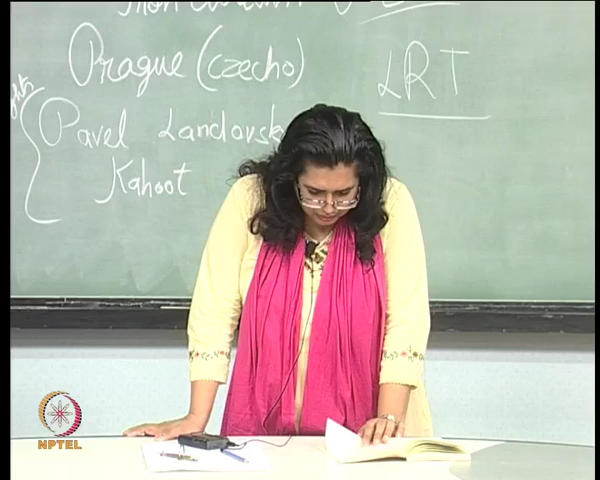 Prague (Czecho)
LRT
Pavel Landovsk
Kahoot
NPTEL